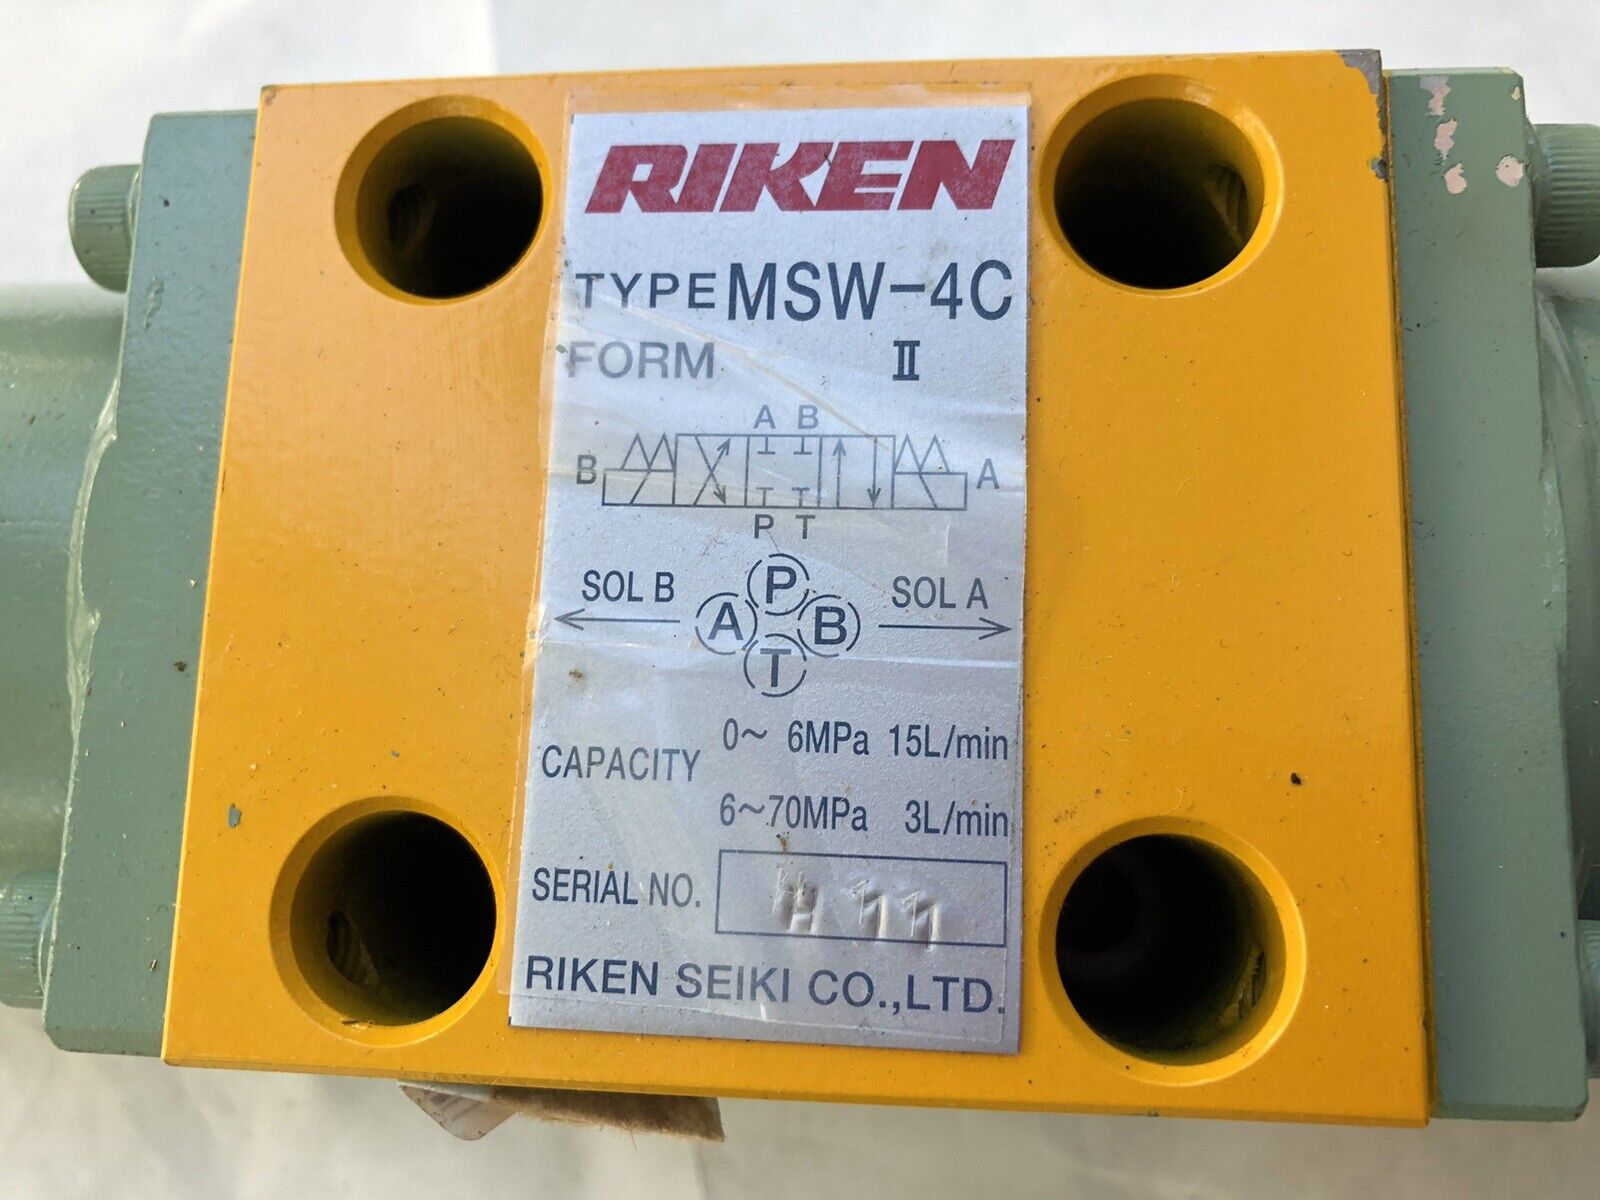 RIKEN
TYPE MSW-4C
FORM II
A B
B A
P T
SOL B P SOL A
A B
T
CAPACITY 0~ 6MPa 15L/min
6~70MPa 3L/min
SERIAL NO.
RIKEN SEIKI CO.,LTD.